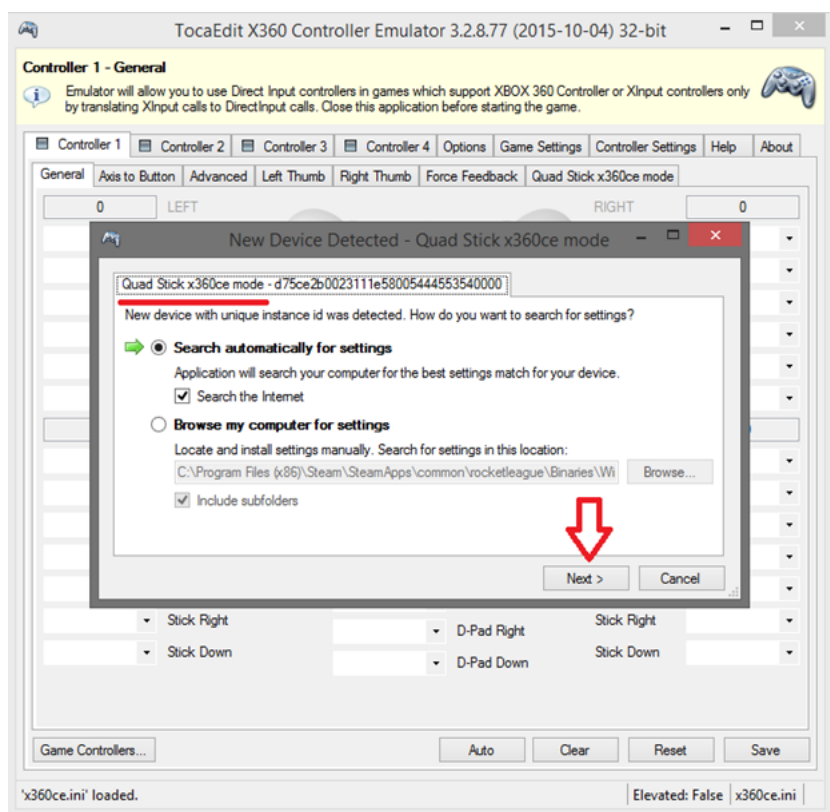 TocaEdit X360 Controller Emulator 3.2.8.77 (2015-10-04) 32-bit
Controller 1 - General
Emulator will allow you to use Direct Input controllers in games which support XBOX 360 Controller or XInput controllers only
by translating XInput calls to DirectInput calls. Close this application before starting the game.
Controller 1 Controller 2 Controller 3 Controller 4 Options Game Settings Controller Settings Help About
General Axis to Button Advanced Left Thumb Right Thumb Force Feedback Quad Stick x360ce mode
0 LEFT RIGHT 0
New Device Detected - Quad Stick x360ce mode
Quad Stick x360ce mode - d75ce2b0023111e58005444553540000
New device with unique instance id was detected. How do you want to search for settings?
Search automatically for settings
Application will search your computer for the best settings match for your device.
Search the Internet
Browse my computer for settings
Locate and install settings manually. Search for settings in this location:
C:\Program Files (x86)\Steam\SteamApps\common\rocketleague\Binaries\Wi Browse...
Include subfolders
Next > Cancel
Stick Right D-Pad Right Stick Right
Stick Down D-Pad Down Stick Down
Game Controllers... Auto Clear Reset Save
'x360ce.ini' loaded. Elevated: False x360ce.ini